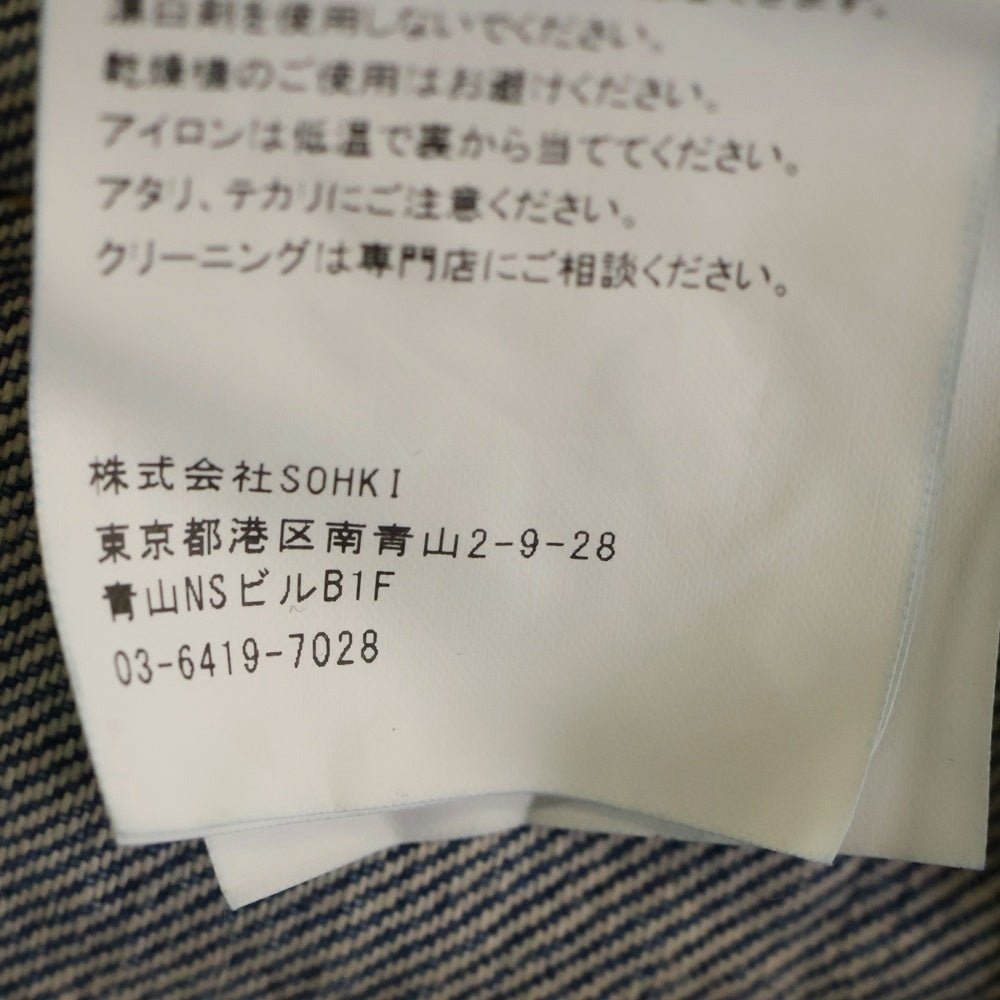 漂白剤を使用しないでください。
乾燥機のご使用はお避けください。
アイロンは低温で裏から当ててください。
アタリ、テカリにご注意ください。
クリーニングは専門店にご相談ください。
株式会社SOHKI
東京都港区南青山2-9-28
青山NSビルB1F
03-6419-7028